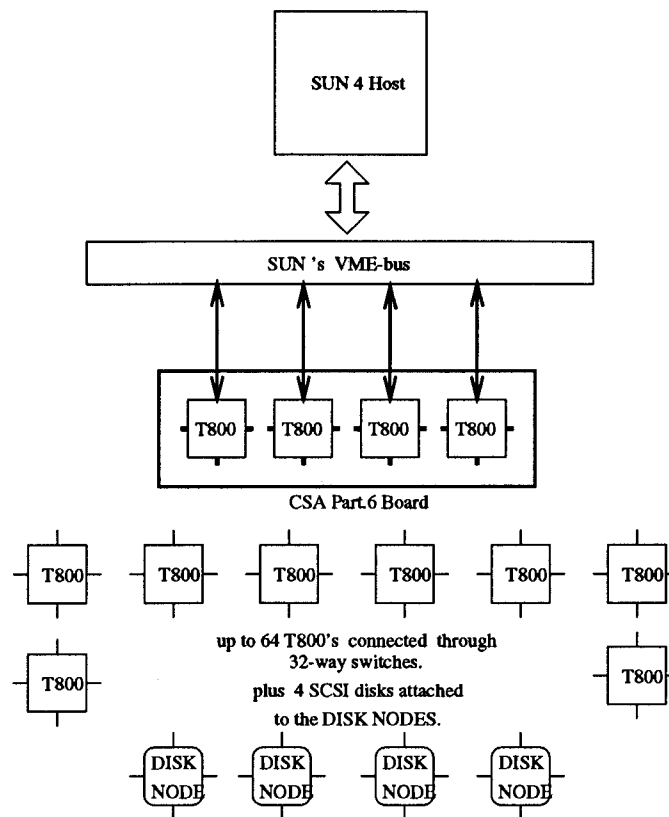 SUN 4 Host
SUN 's VME-bus
T800 T800 T800 T800
CSA Part.6 Board
T800 T800 T800 T800 T800 T800
up to 64 T800's connected through
32-way switches.
T800 T800
plus 4 SCSI disks attached
to the DISK NODES.
DISK DISK DISK DISK
NODE NODE NODE NODE